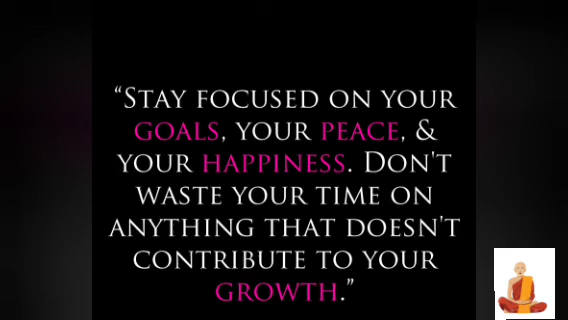 “STAY FOCUSED ON YOUR
GOALS, YOUR PEACE, &
YOUR HAPPINESS. DON'T
WASTE YOUR TIME ON
ANYTHING THAT DOESN'T
CONTRIBUTE TO YOUR
GROWTH.”